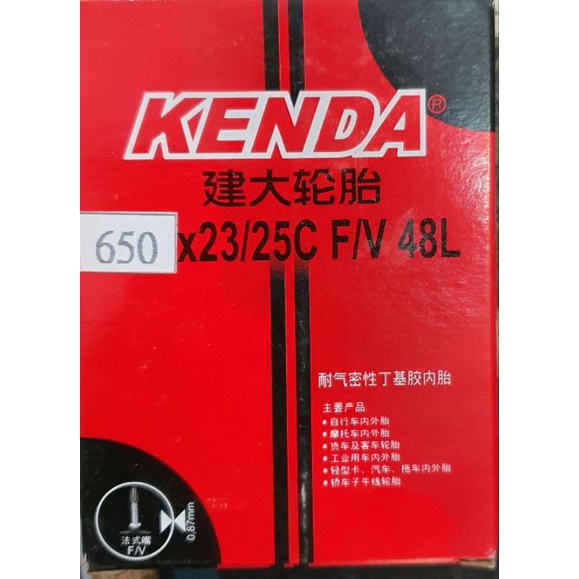 KENDA®
建大轮胎
650 x23/25C F/V 48L
耐气密性丁基胶内胎
主要产品
• 自行车内外胎
• 摩托车内外胎
• 货车及客车轮胎
• 工业用车内外胎
• 轻型卡、汽车、拖车内外胎
• 轿车子午线轮胎
0.87mm
法式嘴
F/V